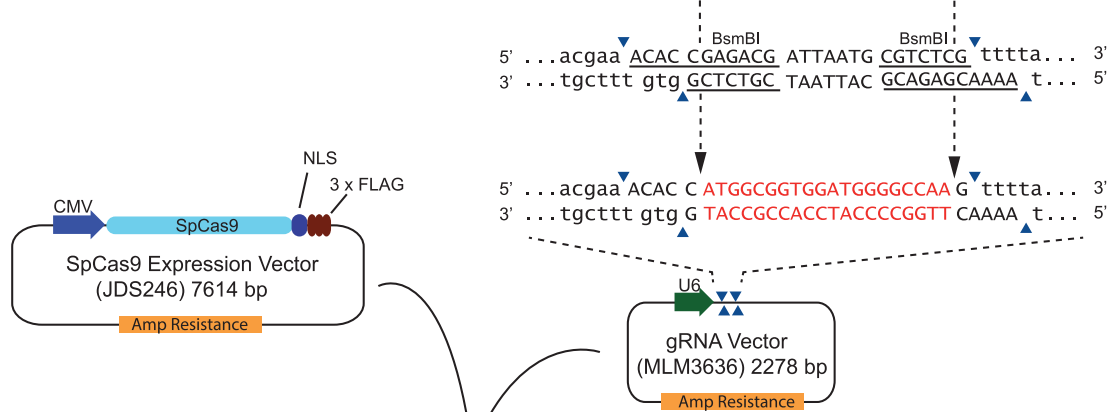 BsmBI BsmBI
5' ...acgaa ACAC CGAGACG ATTAATG CGTCTCG tttta... 3'
3' ...tgcttt gtg GCTCTGC TAATTAC GCAGAGCAAAA t... 5'
5' ...acgaa ACAC C ATGGCGGTGGATGGGGCCAA G tttta... 3'
3' ...tgcttt gtg G TACCGCCACCTACCCCGGTT CAAAA t... 5'
NLS
3 x FLAG
CMV
SpCas9
SpCas9 Expression Vector
(JDS246) 7614 bp
Amp Resistance
U6
gRNA Vector
(MLM3636) 2278 bp
Amp Resistance